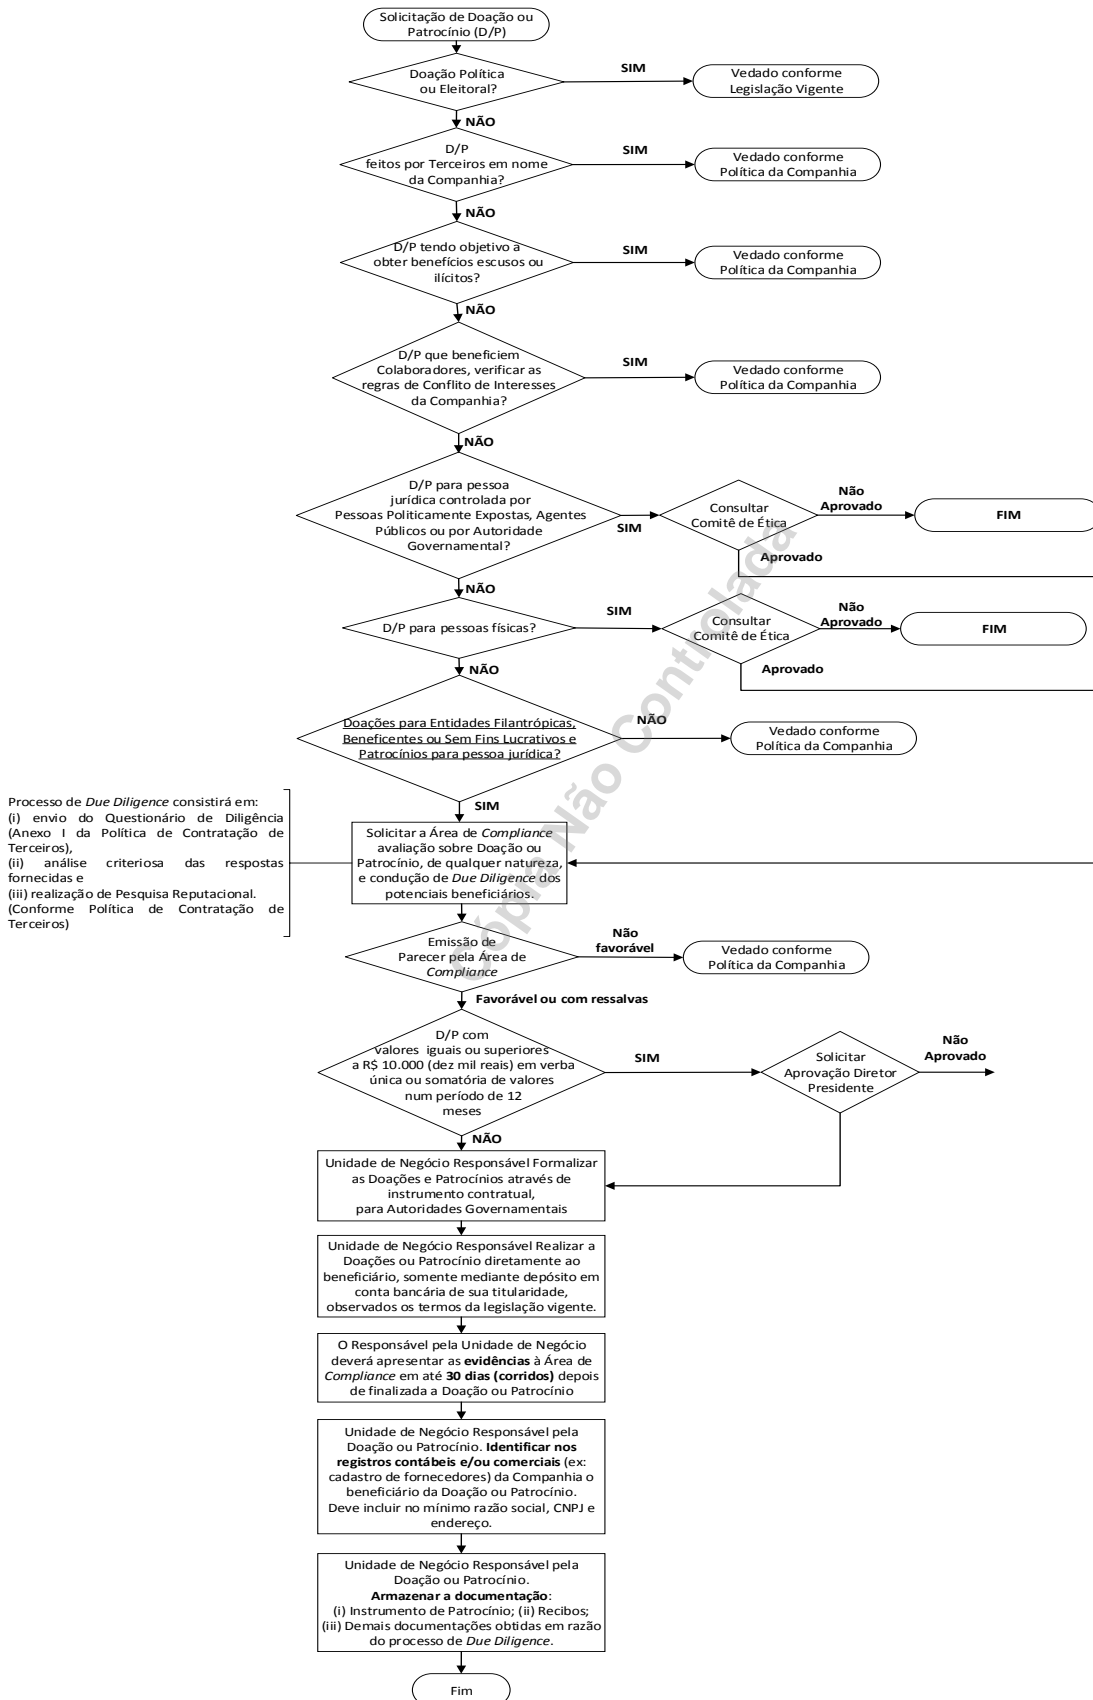 Solicitação de Doação ou
Patrocínio (D/P)
Doação Política
ou Eleitoral?
SIM
Vedado conforme
Legislação Vigente
NÃO
D/P
feitos por Terceiros em nome
da Companhia?
SIM
Vedado conforme
Política da Companhia
NÃO
D/P tendo objetivo a
obter benefícios escusos ou
ilícitos?
SIM
Vedado conforme
Política da Companhia
NÃO
D/P que beneficiem
Colaboradores, verificar as
regras de Conflito de Interesses
da Companhia?
SIM
Vedado conforme
Política da Companhia
NÃO
D/P para pessoa
jurídica controlada por
Pessoas Politicamente Expostas, Agentes
Públicos ou por Autoridade
Governamental?
SIM
Consultar
Comitê de Ética
Não
Aprovado
FIM
Aprovado
NÃO
D/P para pessoas físicas?
SIM
Consultar
Comitê de Ética
Não
Aprovado
FIM
Aprovado
NÃO
Doações para Entidades Filantrópicas,
Beneficentes ou Sem Fins Lucrativos e
Patrocínios para pessoa jurídica?
NÃO
Vedado conforme
Política da Companhia
SIM
Processo de Due Diligence consistirá em:
(i) envio do Questionário de Diligência
(Anexo I da Política de Contratação de
Terceiros),
(ii) análise criteriosa das respostas
fornecidas e
(iii) realização de Pesquisa Reputacional.
(Conforme Política de Contratação de
Terceiros)
Solicitar a Área de Compliance
avaliação sobre Doação ou
Patrocínio, de qualquer natureza,
e condução de Due Diligence dos
potenciais beneficiários.
Emissão de
Parecer pela Área de
Compliance
Não
favorável
Vedado conforme
Política da Companhia
Favorável ou com ressalvas
D/P com
valores iguais ou superiores
a R$ 10.000 (dez mil reais) em verba
única ou somatória de valores
num período de 12
meses
SIM
Solicitar
Aprovação Diretor
Presidente
Não
Aprovado
NÃO
Unidade de Negócio Responsável Formalizar
as Doações e Patrocínios através de
instrumento contratual,
para Autoridades Governamentais
Unidade de Negócio Responsável Realizar a
Doações ou Patrocínio diretamente ao
beneficiário, somente mediante depósito em
conta bancária de sua titularidade,
observados os termos da legislação vigente.
O Responsável pela Unidade de Negócio
deverá apresentar as evidências à Área de
Compliance em até 30 dias (corridos) depois
de finalizada a Doação ou Patrocínio
Unidade de Negócio Responsável pela
Doação ou Patrocínio. Identificar nos
registros contábeis e/ou comerciais (ex:
cadastro de fornecedores) da Companhia o
beneficiário da Doação ou Patrocínio.
Deve incluir no mínimo razão social, CNPJ e
endereço.
Unidade de Negócio Responsável pela
Doação ou Patrocínio.
Armazenar a documentação:
(i) Instrumento de Patrocínio; (ii) Recibos;
(iii) Demais documentações obtidas em razão
do processo de Due Diligence.
Fim
Cópia Não Controlada